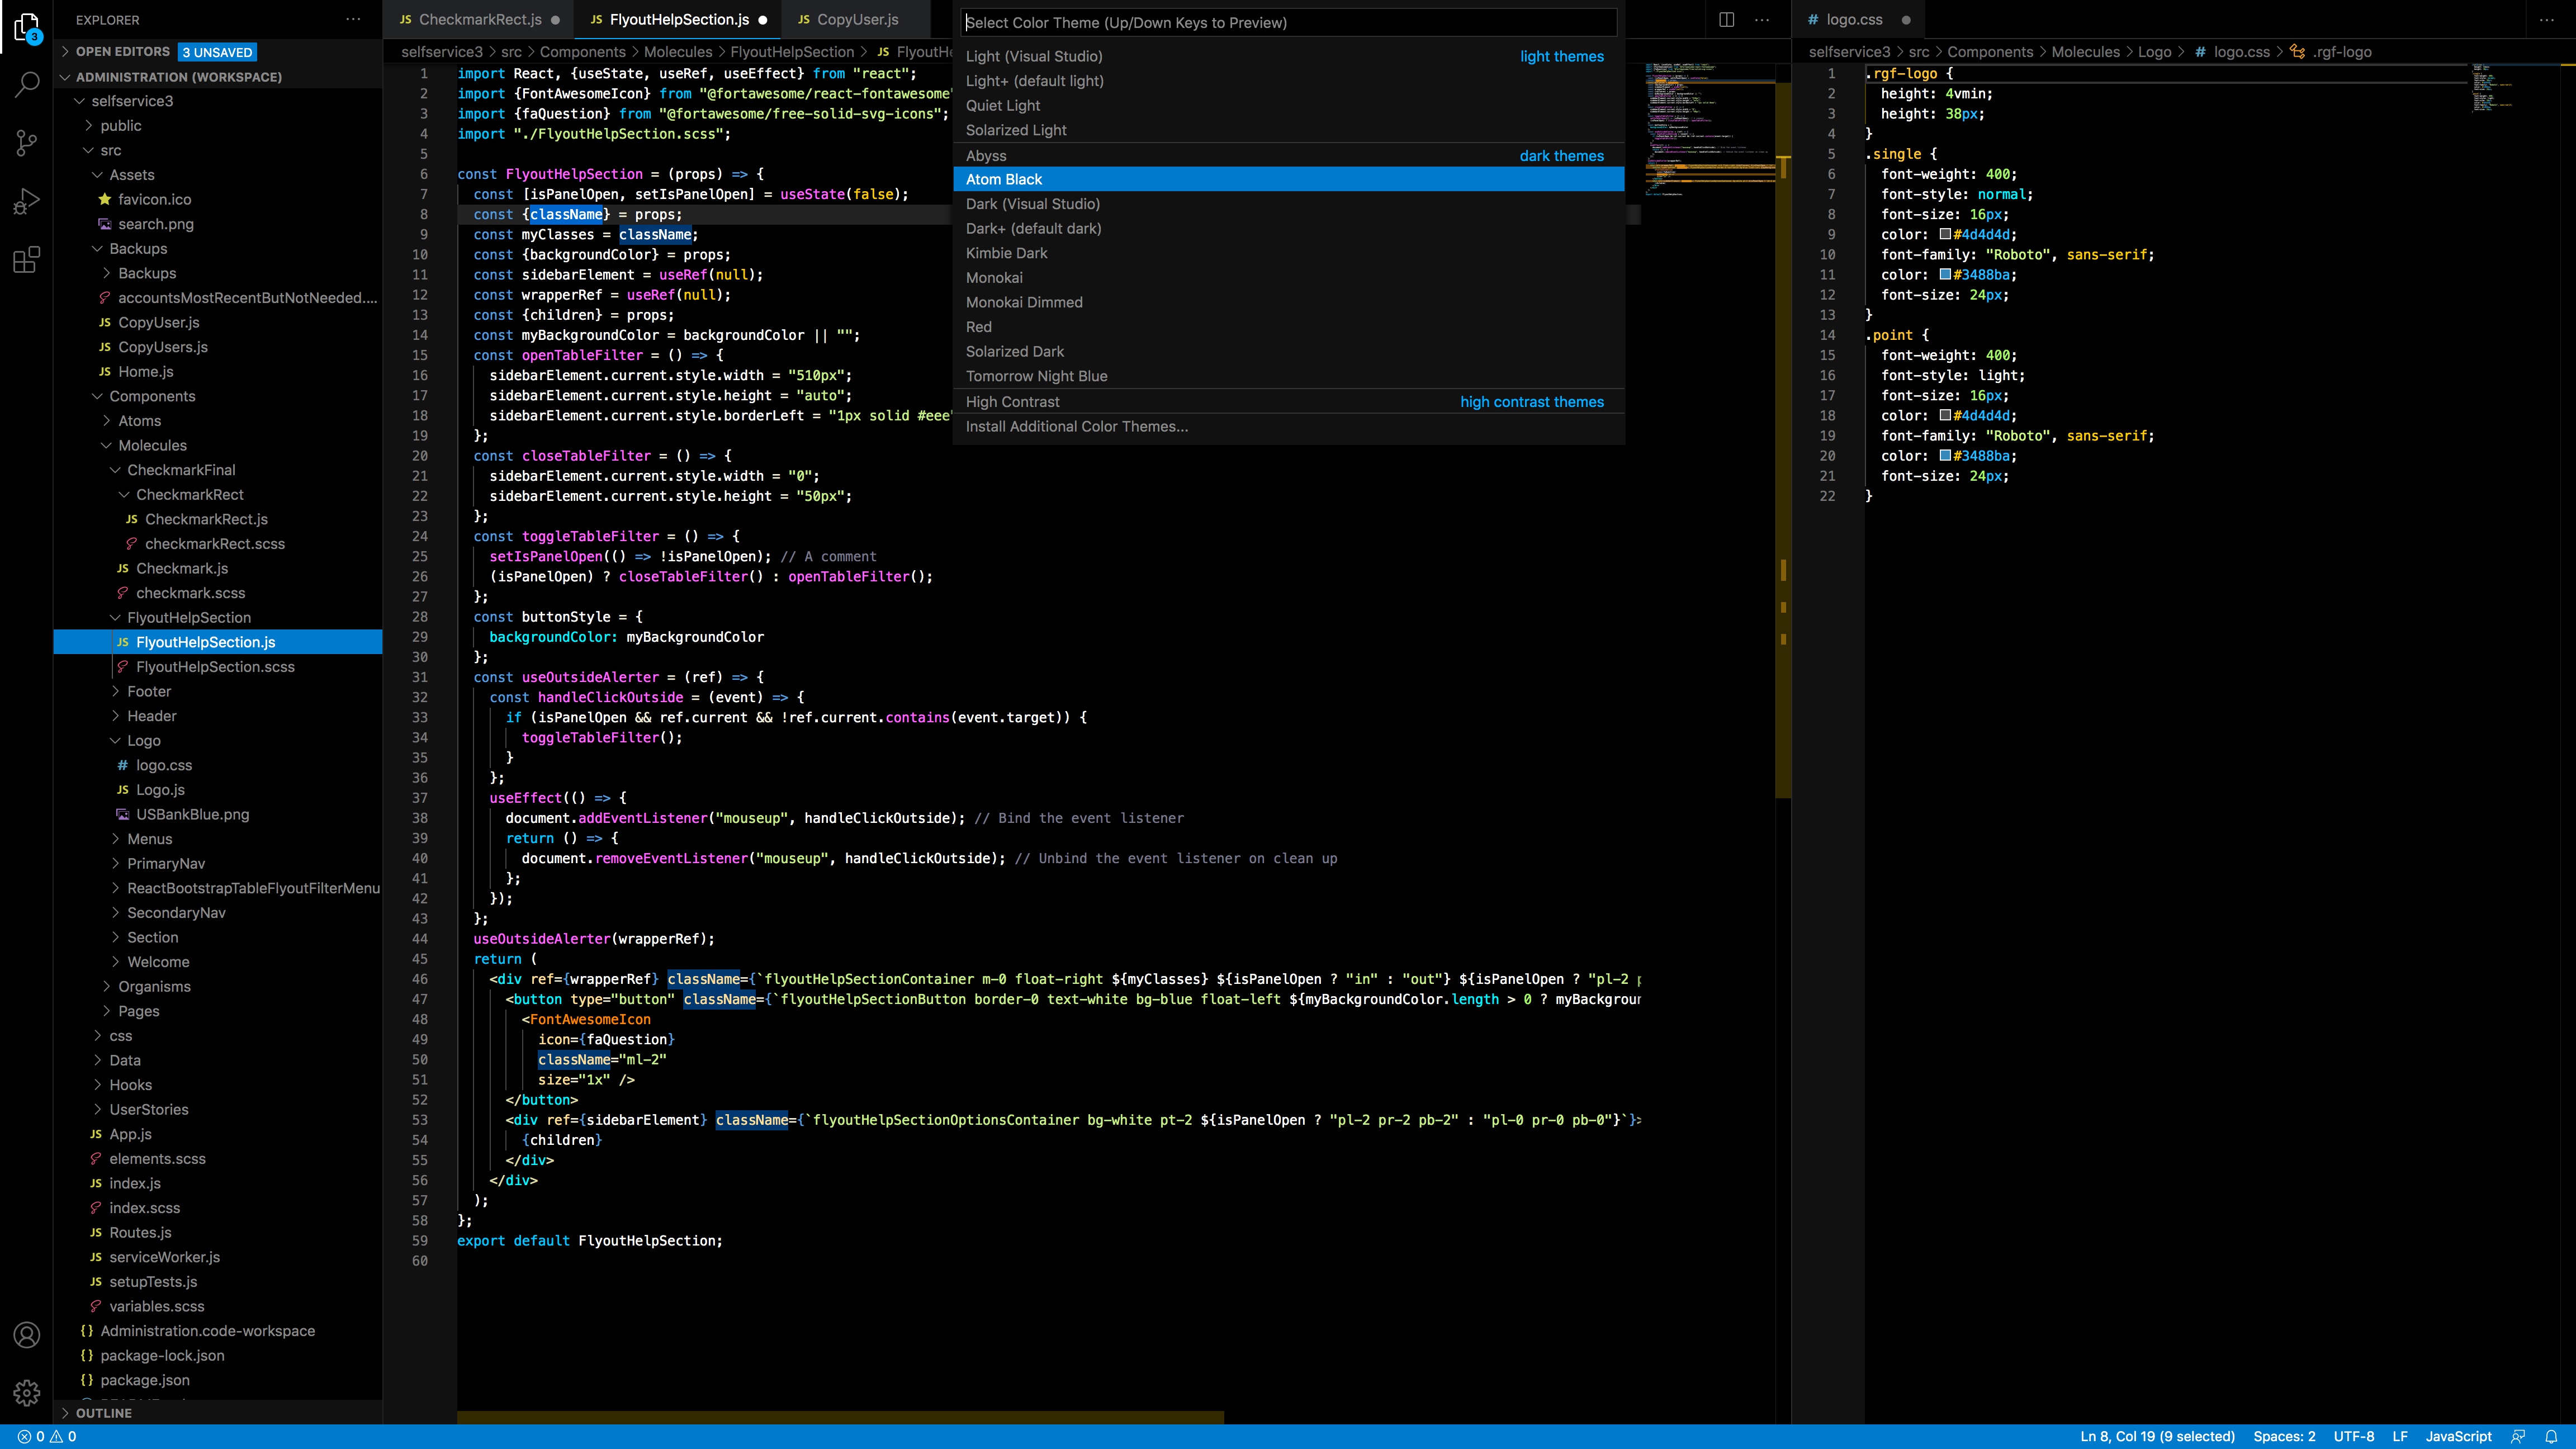 EXPLORER
OPEN EDITORS 3 UNSAVED
ADMINISTRATION (WORKSPACE)
selfservice3
public
src
Assets
favicon.ico
search.png
Backups
Backups
accountsMostRecentButNotNeeded....
JS CopyUser.js
JS CopyUsers.js
JS Home.js
Components
Atoms
Molecules
CheckmarkFinal
CheckmarkRect
JS CheckmarkRect.js
checkmarkRect.scss
JS Checkmark.js
checkmark.scss
FlyoutHelpSection
JS FlyoutHelpSection.js
FlyoutHelpSection.scss
Footer
Header
Logo
# logo.css
JS Logo.js
USBankBlue.png
Menus
PrimaryNav
ReactBootstrapTableFlyoutFilterMenu
SecondaryNav
Section
Welcome
Organisms
Pages
css
Data
Hooks
UserStories
JS App.js
elements.scss
JS index.js
index.scss
JS Routes.js
JS serviceWorker.js
JS setupTests.js
variables.scss
{} Administration.code-workspace
{} package-lock.json
{} package.json
OUTLINE
3
JS CheckmarkRect.js
JS FlyoutHelpSection.js
JS CopyUser.js
selfservice3 > src > Components > Molecules > FlyoutHelpSection > JS FlyoutHe
1 import React, {useState, useRef, useEffect} from "react";
2 import {FontAwesomeIcon} from "@fortawesome/react-fontawesome"
3 import {faQuestion} from "@fortawesome/free-solid-svg-icons";
4 import "./FlyoutHelpSection.scss";
5
6 const FlyoutHelpSection = (props) => {
7 const [isPanelOpen, setIsPanelOpen] = useState(false);
8 const {className} = props;
9 const myClasses = className;
10 const {backgroundColor} = props;
11 const sidebarElement = useRef(null);
12 const wrapperRef = useRef(null);
13 const {children} = props;
14 const myBackgroundColor = backgroundColor || "";
15 const openTableFilter = () => {
16 sidebarElement.current.style.width = "510px";
17 sidebarElement.current.style.height = "auto";
18 sidebarElement.current.style.borderLeft = "1px solid #eee"
19 };
20 const closeTableFilter = () => {
21 sidebarElement.current.style.width = "0";
22 sidebarElement.current.style.height = "50px";
23 };
24 const toggleTableFilter = () => {
25 setIsPanelOpen(() => !isPanelOpen); // A comment
26 (isPanelOpen) ? closeTableFilter() : openTableFilter();
27 };
28 const buttonStyle = {
29 backgroundColor: myBackgroundColor
30 };
31 const useOutsideAlerter = (ref) => {
32 const handleClickOutside = (event) => {
33 if (isPanelOpen && ref.current && !ref.current.contains(event.target)) {
34 toggleTableFilter();
35 }
36 };
37 useEffect(() => {
38 document.addEventListener("mouseup", handleClickOutside); // Bind the event listener
39 return () => {
40 document.removeEventListener("mouseup", handleClickOutside); // Unbind the event listener on clean up
41 };
42 });
43 };
44 useOutsideAlerter(wrapperRef);
45 return (
46 <div ref={wrapperRef} className={`flyoutHelpSectionContainer m-0 float-right ${myClasses} ${isPanelOpen ? "in" : "out"} ${isPanelOpen ? "pl-2 p
47 <button type="button" className={`flyoutHelpSectionButton border-0 text-white bg-blue float-left ${myBackgroundColor.length > 0 ? myBackgroun
48 <FontAwesomeIcon
49 icon={faQuestion}
50 className="ml-2"
51 size="1x" />
52 </button>
53 <div ref={sidebarElement} className={`flyoutHelpSectionOptionsContainer bg-white pt-2 ${isPanelOpen ? "pl-2 pr-2 pb-2" : "pl-0 pr-0 pb-0"}`}>
54 {children}
55 </div>
56 </div>
57 );
58 };
59 export default FlyoutHelpSection;
60
Select Color Theme (Up/Down Keys to Preview)
Light (Visual Studio) light themes
Light+ (default light)
Quiet Light
Solarized Light
Abyss dark themes
Atom Black
Dark (Visual Studio)
Dark+ (default dark)
Kimbie Dark
Monokai
Monokai Dimmed
Red
Solarized Dark
Tomorrow Night Blue
High Contrast high contrast themes
Install Additional Color Themes...
# logo.css
selfservice3 > src > Components > Molecules > Logo > # logo.css > .rgf-logo
1 .rgf-logo {
2 height: 4vmin;
3 height: 38px;
4 }
5 .single {
6 font-weight: 400;
7 font-style: normal;
8 font-size: 16px;
9 color: #4d4d4d;
10 font-family: "Roboto", sans-serif;
11 color: #3488ba;
12 font-size: 24px;
13 }
14 .point {
15 font-weight: 400;
16 font-style: light;
17 font-size: 16px;
18 color: #4d4d4d;
19 font-family: "Roboto", sans-serif;
20 color: #3488ba;
21 font-size: 24px;
22 }
0 0
Ln 8, Col 19 (9 selected) Spaces: 2 UTF-8 LF JavaScript